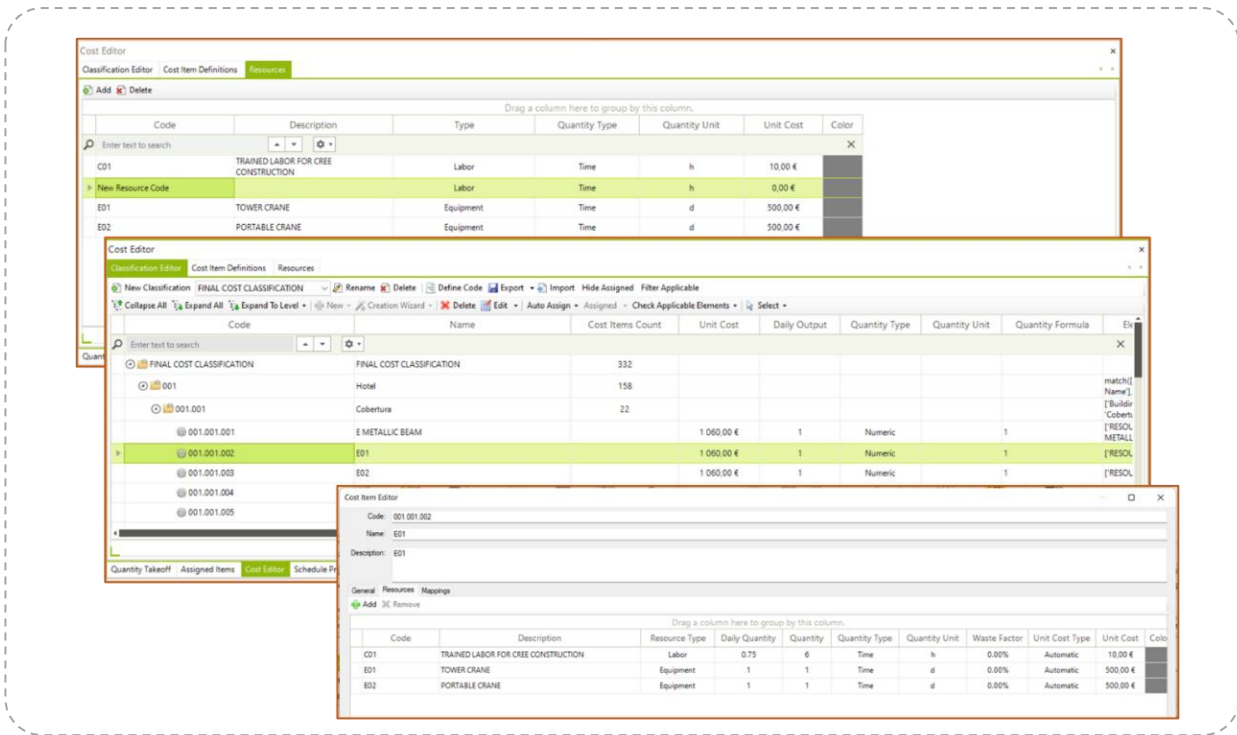 Cost Editor ×
Classification Editor Cost Item Definitions Resources
Add Delete
Drag a column here to group by this column.
Code Description Type Quantity Type Quantity Unit Unit Cost Color
Enter text to search
C01 TRAINED LABOR FOR CREE CONSTRUCTION Labor Time h 10,00 €
New Resource Code Labor Time h 0,00 €
E01 TOWER CRANE Equipment Time d 500,00 €
E02 PORTABLE CRANE Equipment Time d 500,00 €
Cost Editor ×
Classification Editor Cost Item Definitions Resources
New Classification FINAL COST CLASSIFICATION Rename Delete Define Code Export Import Hide Assigned Filter Applicable
Collapse All Expand All Expand To Level New Creation Wizard Delete Edit Auto Assign Assigned Check Applicable Elements Select
Code Name Cost Items Count Unit Cost Daily Output Quantity Type Quantity Unit Quantity Formula Ele
Enter text to search
Quant
FINAL COST CLASSIFICATION FINAL COST CLASSIFICATION 332
001 Hotel 158 match([ Name'],
001.001 Cobertura 22 ['Buildir 'Cobertu
001.001.001 E METALLIC BEAM 1 060,00 € 1 Numeric 1 ['RESOL METALL
001.001.002 E01 1 060,00 € 1 Numeric 1 ['RESOL
001.001.003 E02 1 060,00 € 1 Numeric 1 ['RESOL
001.001.004
001.001.005
Quantity Takeoff Assigned Items Cost Editor Schedule Pr
Cost Item Editor
Code: 001.001.002
Name: E01
Description: E01
General Resources Mappings
Add Remove
Drag a column here to group by this column.
Code Description Resource Type Daily Quantity Quantity Quantity Type Quantity Unit Waste Factor Unit Cost Type Unit Cost Colo
C01 TRAINED LABOR FOR CREE CONSTRUCTION Labor 0.75 6 Time h 0.00% Automatic 10,00 €
E01 TOWER CRANE Equipment 1 1 Time d 0.00% Automatic 500,00 €
E02 PORTABLE CRANE Equipment 1 1 Time d 0.00% Automatic 500,00 €